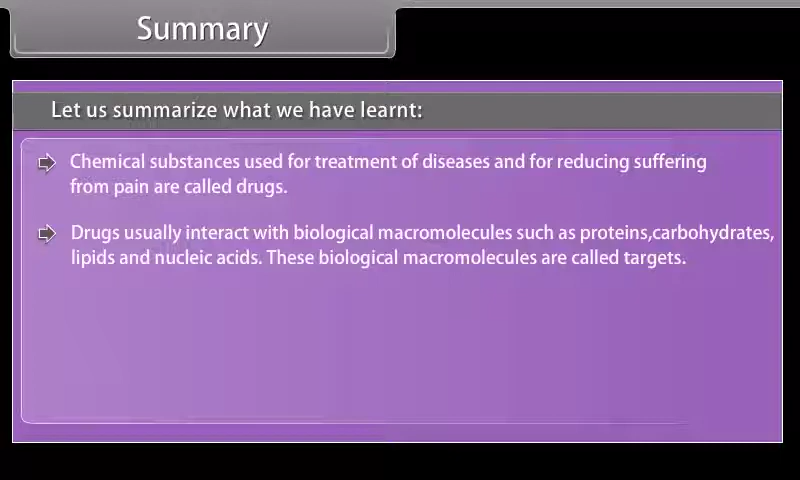 Summary
Let us summarize what we have learnt:
Chemical substances used for treatment of diseases and for reducing suffering
from pain are called drugs.
Drugs usually interact with biological macromolecules such as proteins,carbohydrates,
lipids and nucleic acids. These biological macromolecules are called targets.